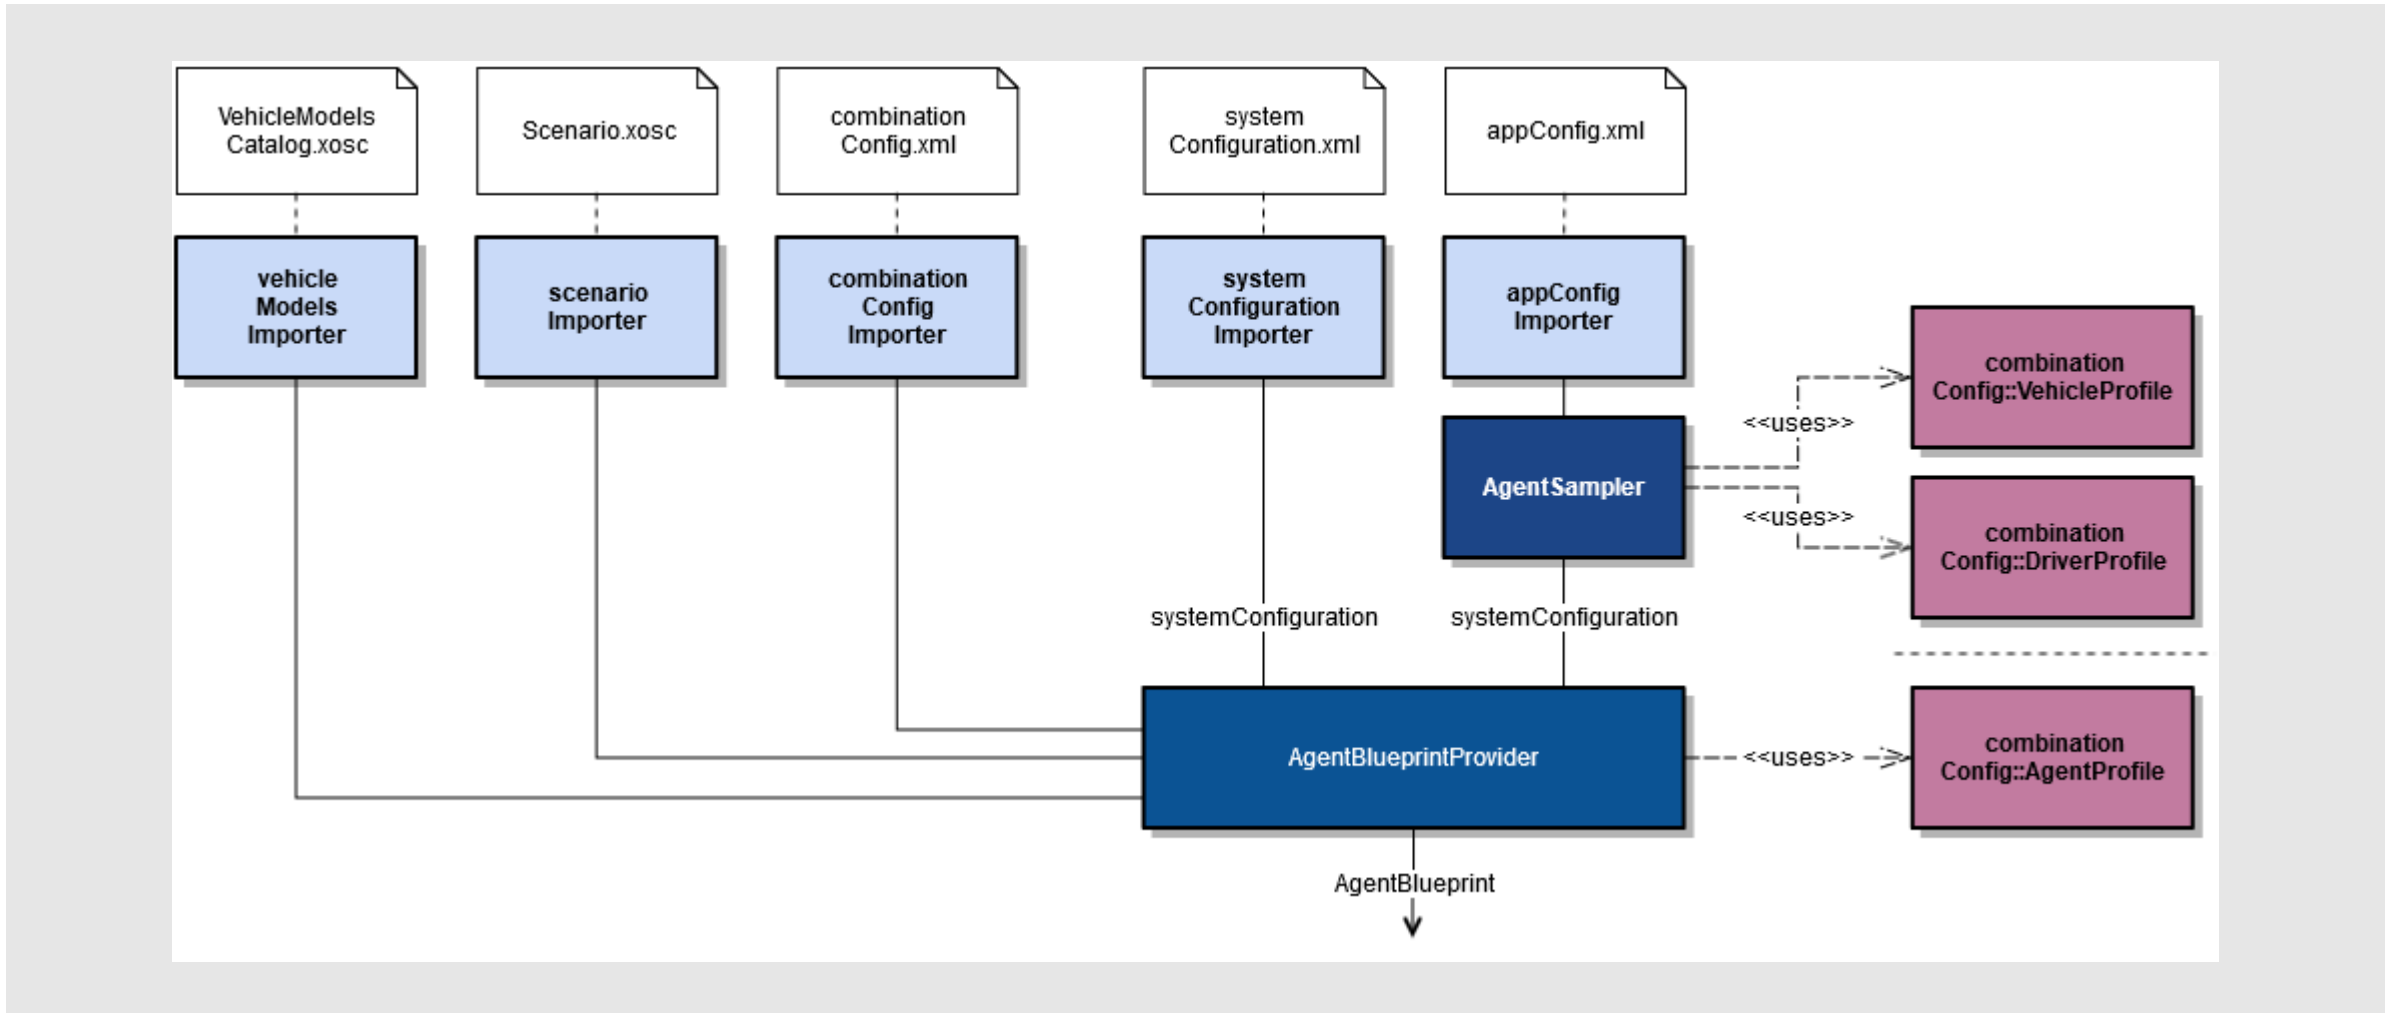 VehicleModels
Catalog.xosc
Scenario.xosc
combination
Config.xml
system
Configuration.xml
appConfig.xml
vehicle
Models
Importer
scenario
Importer
combination
Config
Importer
system
Configuration
Importer
appConfig
Importer
combination
Config::VehicleProfile
<<uses>>
AgentSampler
<<uses>>
combination
Config::DriverProfile
systemConfiguration
systemConfiguration
AgentBlueprintProvider
<<uses>>
combination
Config::AgentProfile
AgentBlueprint